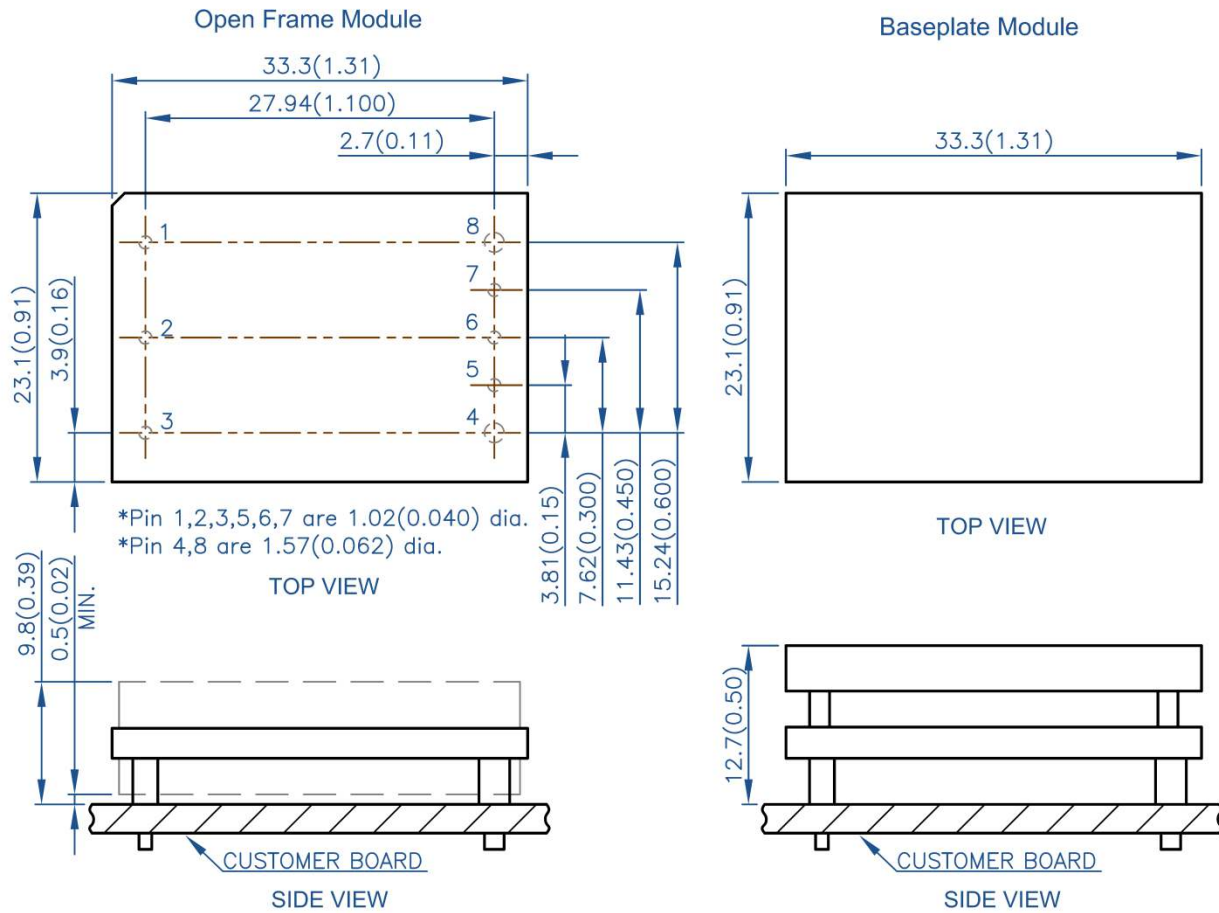 Open Frame Module
Baseplate Module
33.3(1.31)
27.94(1.100)
2.7(0.11)
33.3(1.31)
23.1(0.91)
3.9(0.16)
1
2
3
8
7
6
5
4
3.81(0.15)
7.62(0.300)
11.43(0.450)
15.24(0.600)
23.1(0.91)
*Pin 1,2,3,5,6,7 are 1.02(0.040) dia.
*Pin 4,8 are 1.57(0.062) dia.
TOP VIEW
TOP VIEW
9.8(0.39)
0.5(0.02)
MIN.
12.7(0.50)
CUSTOMER BOARD
CUSTOMER BOARD
SIDE VIEW
SIDE VIEW